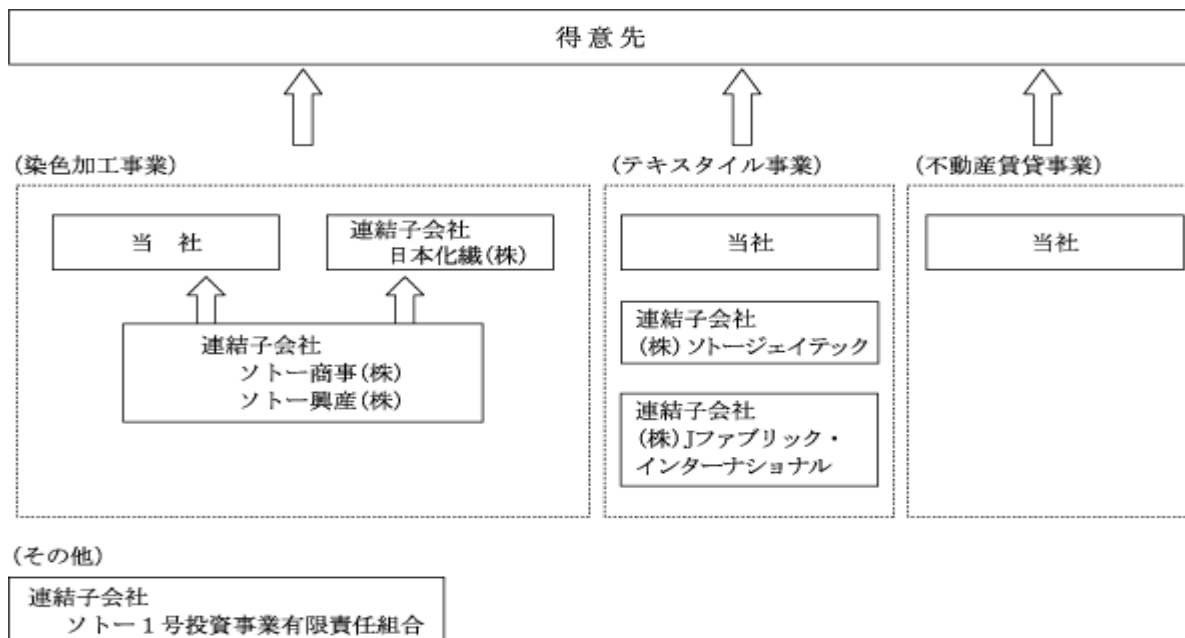 得意先
(染色加工事業)
(テキスタイル事業)
(不動産賃貸事業)
当 社
連結子会社
日本化繊(株)
連結子会社
ソトー商事(株)
ソトー興産(株)
当社
連結子会社
(株)ソトージェイテック
連結子会社
(株)Jファブリック・
インターナショナル
当社
(その他)
連結子会社
ソトー1号投資事業有限責任組合